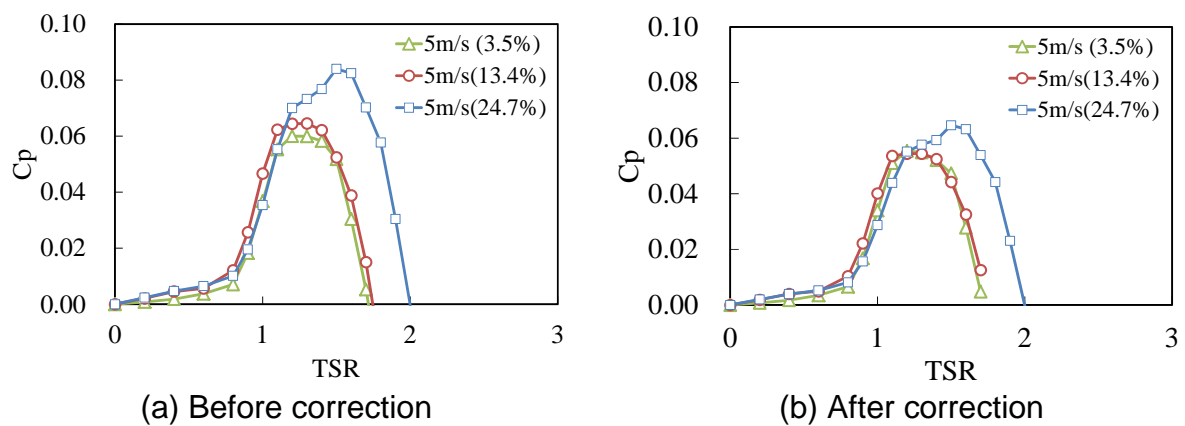 0.10
0.08
0.06
0.04
0.02
0.00
Cp
0 1 2 3
TSR
5m/s (3.5%)
5m/s(13.4%)
5m/s(24.7%)
(a) Before correction
0.10
0.08
0.06
0.04
0.02
0.00
Cp
0 1 2 3
TSR
5m/s (3.5%)
5m/s(13.4%)
5m/s(24.7%)
(b) After correction